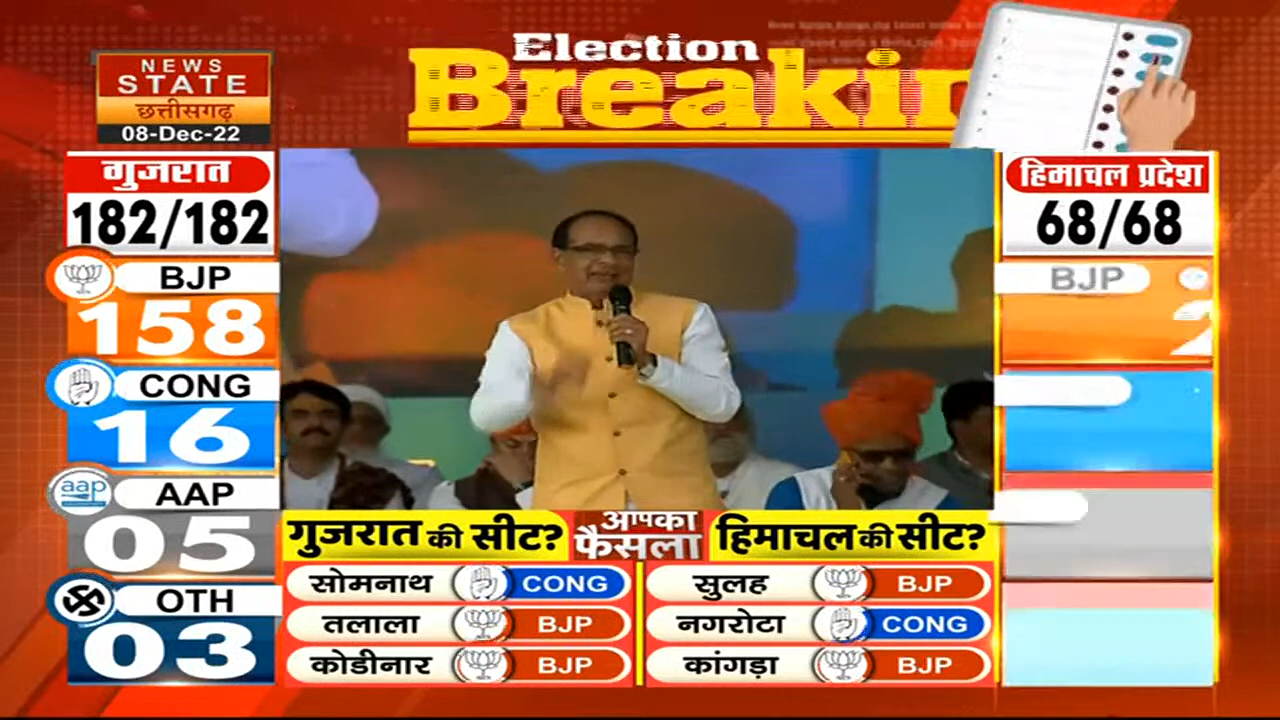 Election
Breakin
NEWS
STATE
छत्तीसगढ़
08-Dec-22
गुजरात
182/182
BJP
158
CONG
16
aap
AAP
05
OTH
03
हिमाचल प्रदेश
68/68
BJP
गुजरात की सीट?
आपका
फैसला
हिमाचल की सीट?
सोमनाथ CONG
तलाला BJP
कोडीनार BJP
सुलह BJP
नगरोटा CONG
कांगड़ा BJP